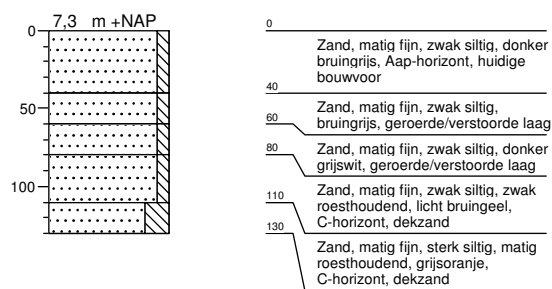 7,3 m +NAP
0
50
100
0
Zand, matig fijn, zwak siltig, donker
bruingrijs, Aap-horizont, huidige
bouwvoor
40
Zand, matig fijn, zwak siltig,
bruingrijs, geroerde/verstoorde laag
60
Zand, matig fijn, zwak siltig, donker
grijswit, geroerde/verstoorde laag
80
Zand, matig fijn, zwak siltig, zwak
roesthoudend, licht bruingeel,
C-horizont, dekzand
110
Zand, matig fijn, sterk siltig, matig
roesthoudend, grijsoranje,
C-horizont, dekzand
130